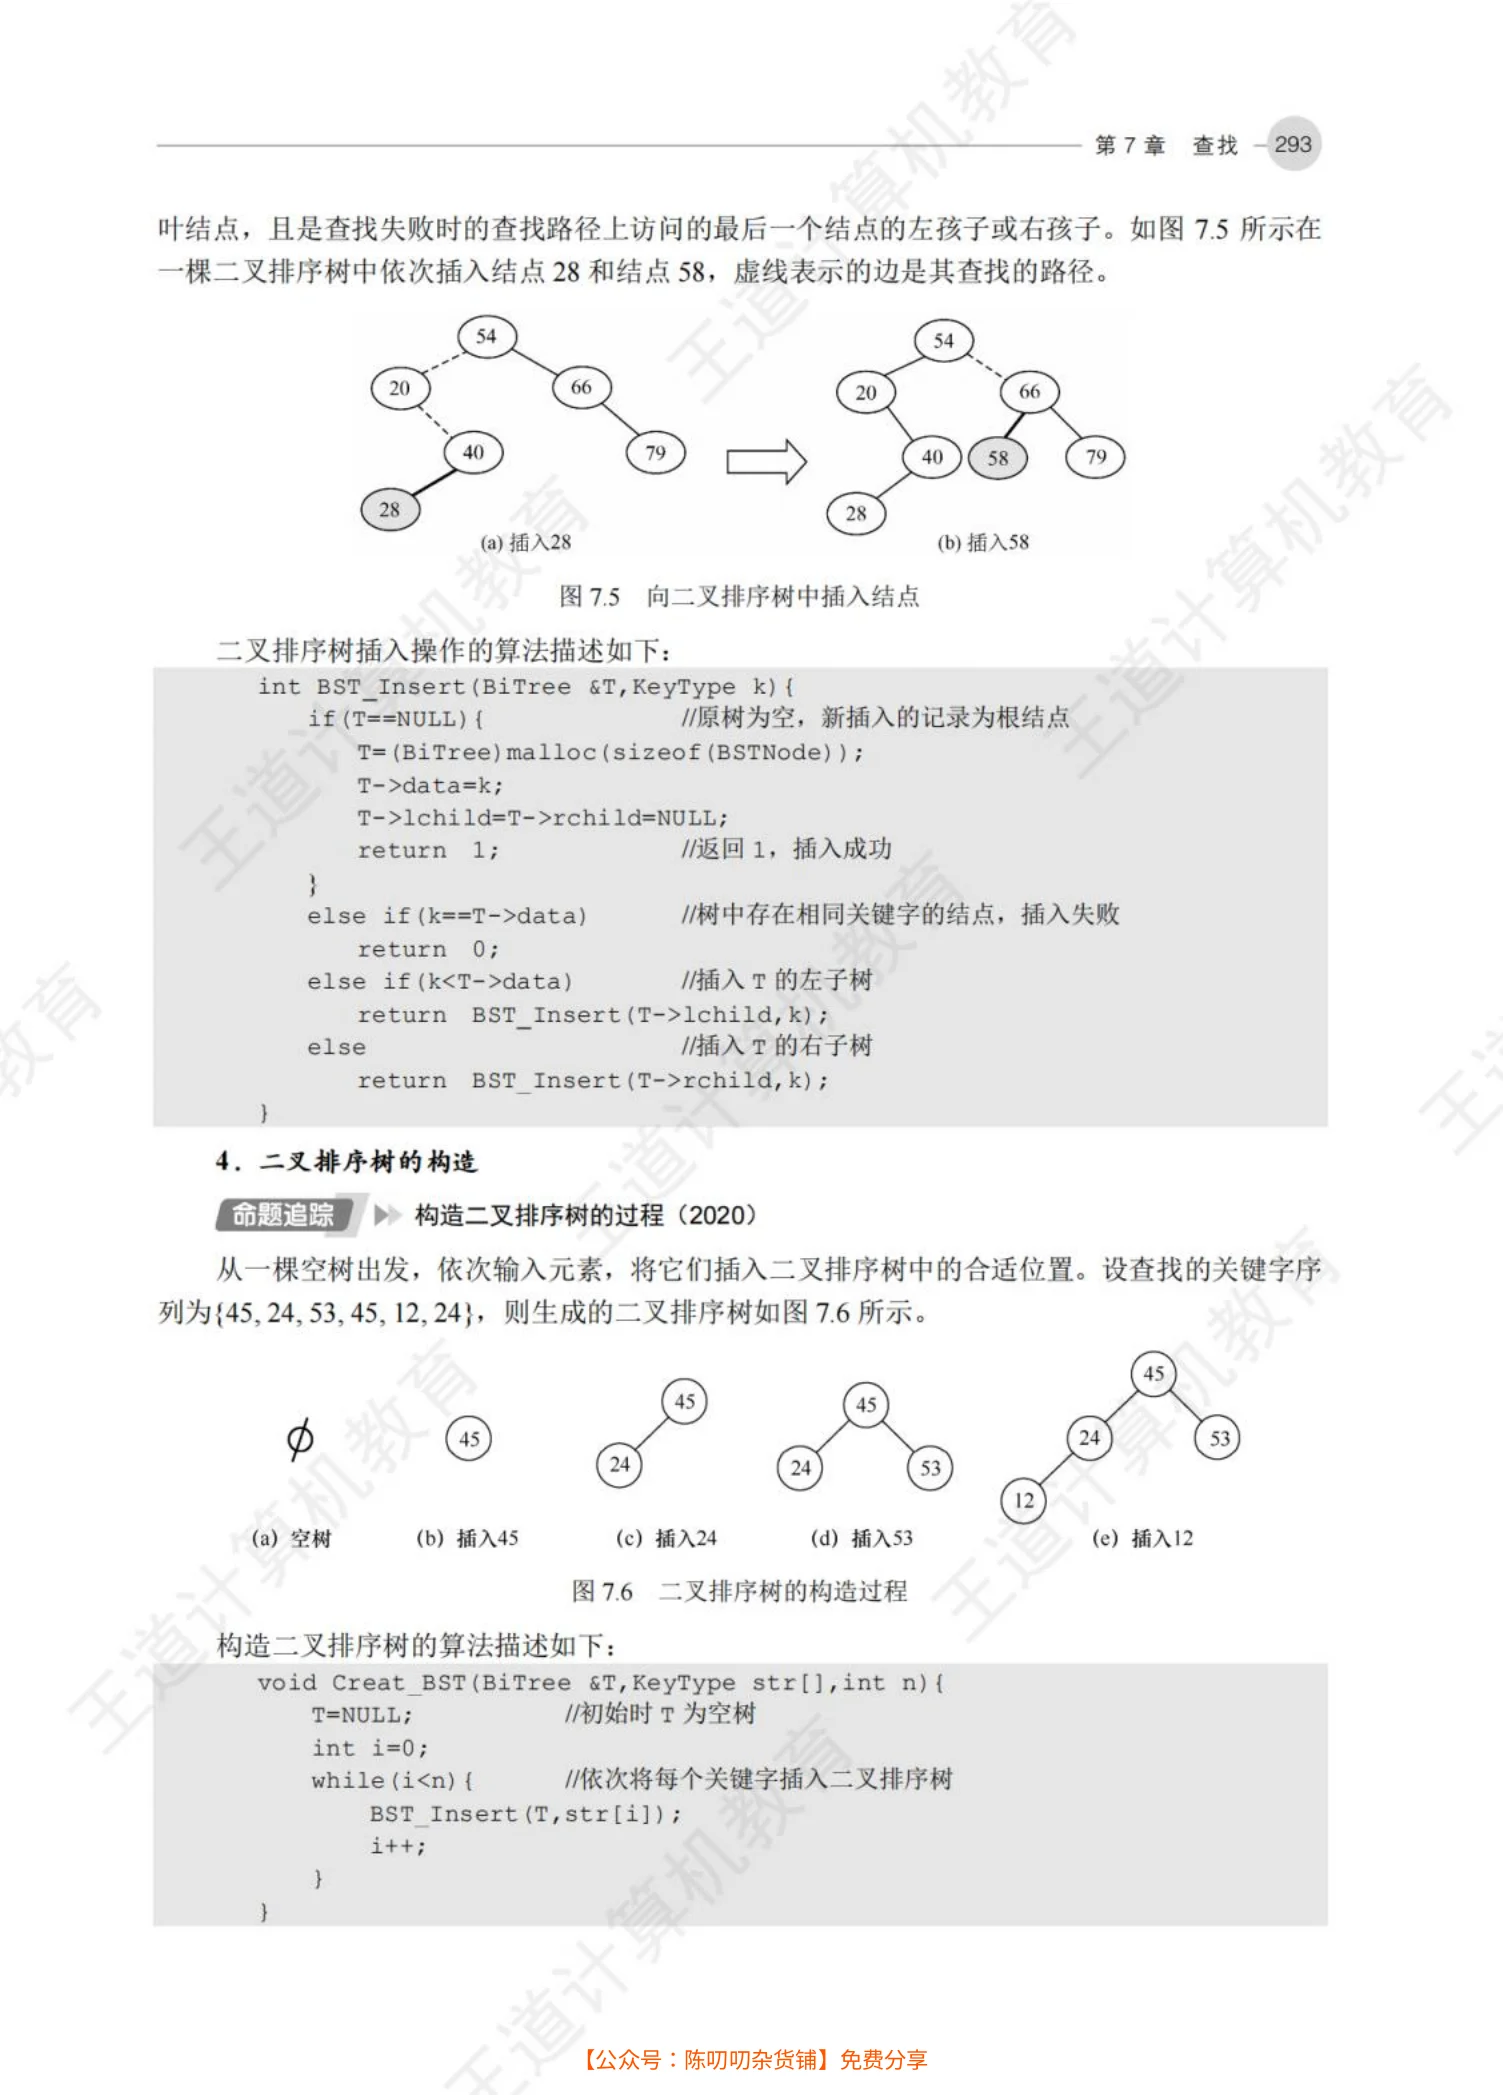 第 7 章 查找 293
叶结点，且是查找失败时的查找路径上访问的最后一个结点的左孩子或右孩子。如图 7.5 所示在
一棵二叉排序树中依次插入结点 28 和结点 58，虚线表示的边是其查找的路径。
54
20
66
40
79
28
(a) 插入28
54
20
66
40
58
79
28
(b) 插入58
图 7.5 向二叉排序树中插入结点
二叉排序树插入操作的算法描述如下：
int BST_Insert(BiTree &T,KeyType k){
if(T==NULL){ //原树为空，新插入的记录为根结点
T=(BiTree)malloc(sizeof(BSTNode));
T->data=k;
T->lchild=T->rchild=NULL;
return 1; //返回 1，插入成功
}
else if(k==T->data) //树中存在相同关键字的结点，插入失败
return 0;
else if(k<T->data) //插入 T 的左子树
return BST_Insert(T->lchild,k);
else //插入 T 的右子树
return BST_Insert(T->rchild,k);
}
4．二叉排序树的构造
命题追踪 构造二叉排序树的过程（2020）
从一棵空树出发，依次输入元素，将它们插入二叉排序树中的合适位置。设查找的关键字序
列为{45, 24, 53, 45, 12, 24}，则生成的二叉排序树如图 7.6 所示。
ϕ
(a) 空树
45
(b) 插入45
45
24
(c) 插入24
45
24
53
(d) 插入53
45
24
53
12
(e) 插入12
图 7.6 二叉排序树的构造过程
构造二叉排序树的算法描述如下：
void Creat_BST(BiTree &T,KeyType str[],int n){
T=NULL; //初始时 T 为空树
int i=0;
while(i<n){ //依次将每个关键字插入二叉排序树
BST_Insert(T,str[i]);
i++;
}
}
王道计算机教育
【公众号：陈叨叨杂货铺】免费分享